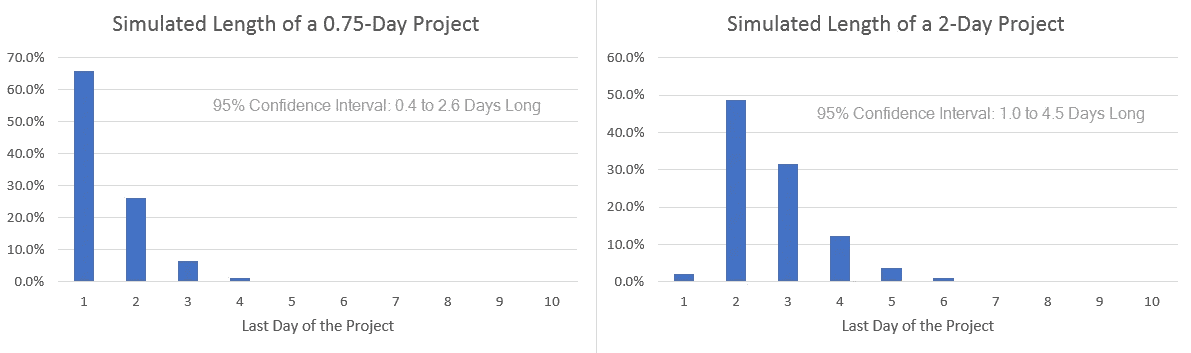 Simulated Length of a 0.75-Day Project
70.0%
60.0%
50.0%
40.0%
30.0%
20.0%
10.0%
0.0%
95% Confidence Interval: 0.4 to 2.6 Days Long
1 2 3 4 5 6 7 8 9 10
Last Day of the Project
Simulated Length of a 2-Day Project
60.0%
50.0%
40.0%
30.0%
20.0%
10.0%
0.0%
95% Confidence Interval: 1.0 to 4.5 Days Long
1 2 3 4 5 6 7 8 9 10
Last Day of the Project